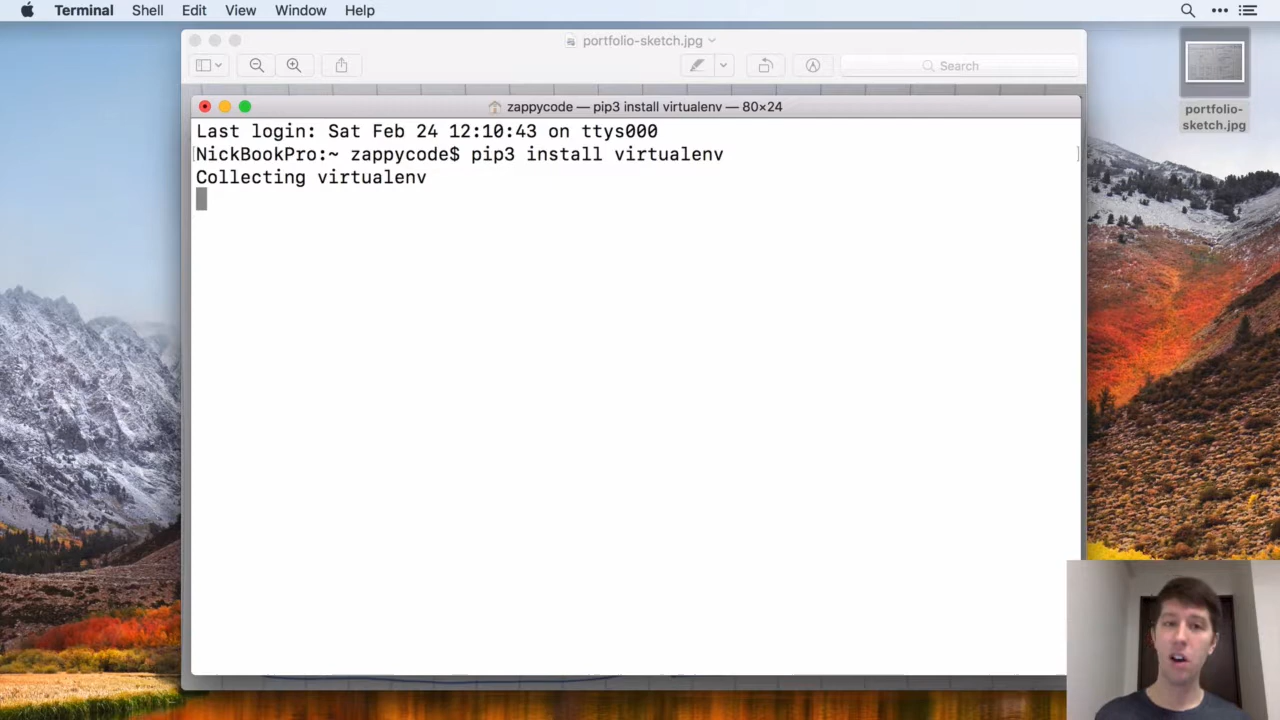 Terminal Shell Edit View Window Help
portfolio-sketch.jpg
Search
portfolio-
sketch.jpg
zappycode — pip3 install virtualenv — 80×24
Last login: Sat Feb 24 12:10:43 on ttys000
NickBookPro:~ zappycode$ pip3 install virtualenv
Collecting virtualenv